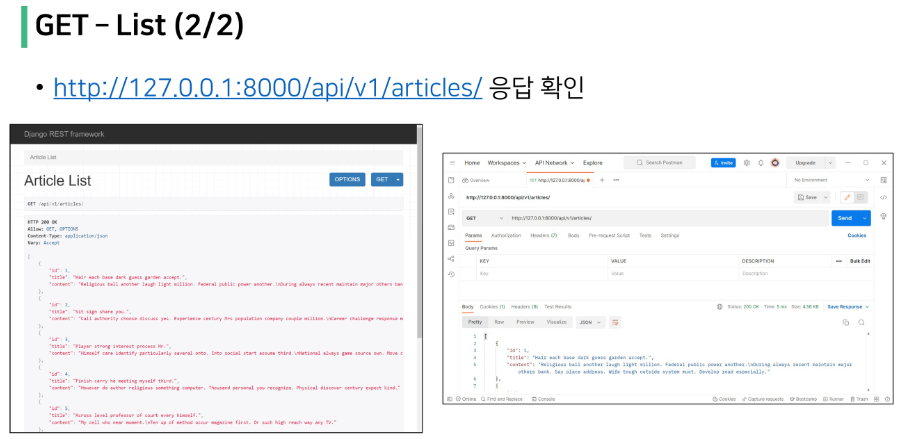 GET – List (2/2)
• http://127.0.0.1:8000/api/v1/articles/ 응답 확인
Django REST framework
Article List
Article List
OPTIONS GET
GET /api/v1/articles/
HTTP 200 OK
Allow: GET, OPTIONS
Content-Type: application/json
Vary: Accept
[
{
"id": 1,
"title": "Hair each base dark guess garden accept.",
"content": "Religious ball another laugh light million. Federal public power another.\nDuring always recent maintain major others
},
{
"id": 2,
"title": "Sit sign share you.",
"content": "Call authority choose discuss yes. Experience century Mrs population company couple million.\nCareer challenge response
},
{
"id": 3,
"title": "Player strong interest process Mr.",
"content": "Himself care identify particularly several onto. Into social start assume third.\nNational always game source own. Move
},
{
"id": 4,
"title": "Finish carry he meeting myself think.",
"content": "However do author religious something computer. Thousand personal you recognize. Physical discover century expect kind."
},
{
"id": 5,
"title": "Across level professor of court every himself.",
"content": "My cell who near moment.\nTen up of method occur magazine first. Or such high reach way any TV."
Home Workspaces API Network Explore Search Postman Invite Upgrade
Overview GET http://127.0.0.1:8000/ap No Environment
http://127.0.0.1:8000/api/v1/articles/ Save
GET http://127.0.0.1:8000/api/v1/articles/ Send
Params Authorization Headers (7) Body Pre-request Script Tests Settings Cookies
Query Params
KEY VALUE DESCRIPTION Bulk Edit
Key Value Description
Body Cookies (1) Headers (9) Test Results Status: 200 OK Time: 5 ms Size: 4.36 KB Save Response
Pretty Raw Preview Visualize JSON
1 [
2 {
3 "id": 1,
4 "title": "Hair each base dark guess garden accept.",
5 "content": "Religious ball another laugh light million. Federal public power another.\nDuring always recent maintain major
others bank. Say place address. Wide tough outside system must. Develop road especially."
6 },
7 {
Online Find and Replace Console Cookies Capture requests Bootcamp Runner Trash